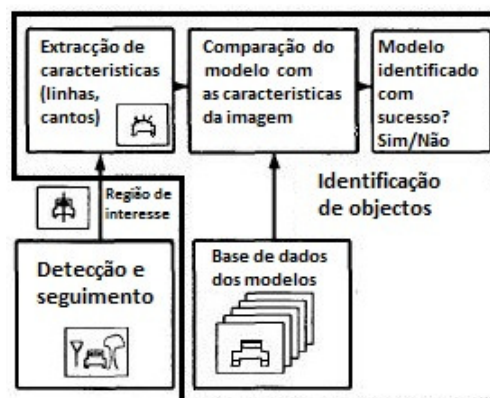 Extracção de
caracteristicas
(linhas,
cantos)
Comparação do
modelo com
as caracteristicas
da imagem
Modelo
identificado
com
sucesso?
Sim/Não
Região de
interesse
Identificação
de objectos
Detecção e
seguimento
Base de dados
dos modelos